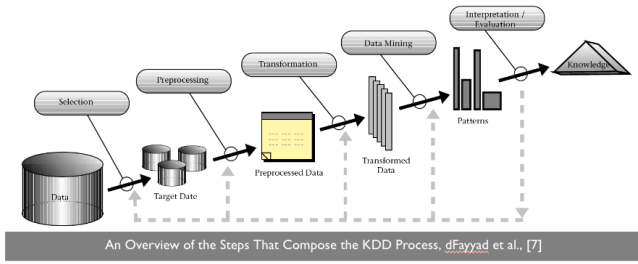 Interpretation /
Evaluation
Data Mining
Transformation
Preprocessing
Selection
Knowledge
Patterns
Transformed
Data
Preprocessed Data
Target Date
Data
An Overview of the Steps That Compose the KDD Process, dFayyad et al., [7]